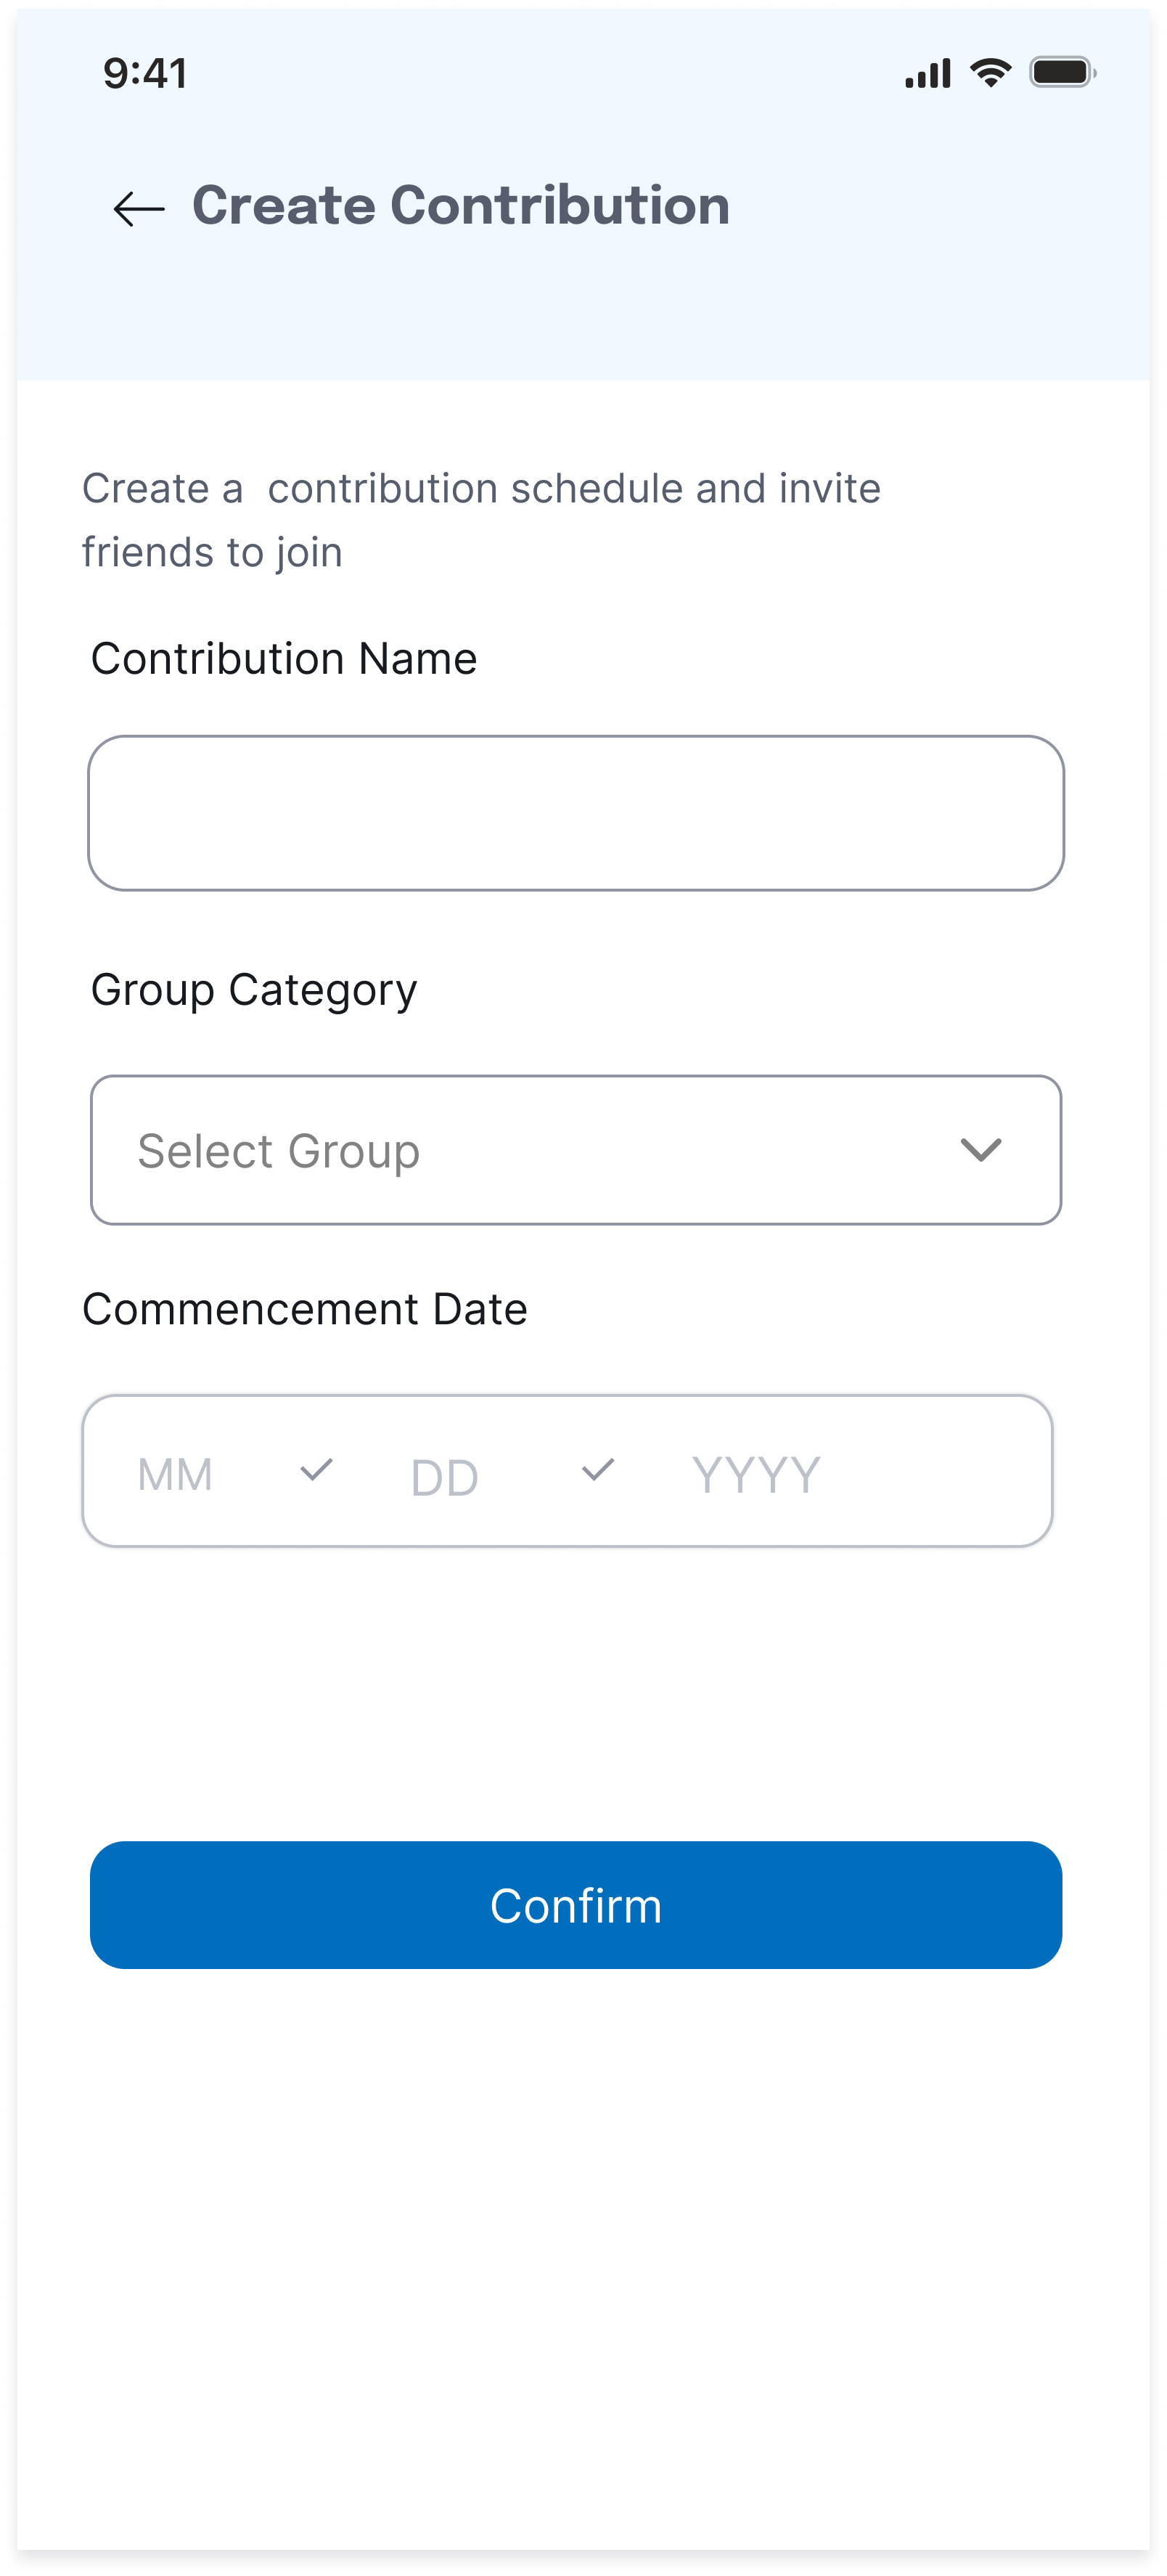 9:41
Create Contribution
Create a  contribution schedule and invite
friends to join
Contribution Name
Group Category
Select Group
Commencement Date
MM DD YYYY
Confirm